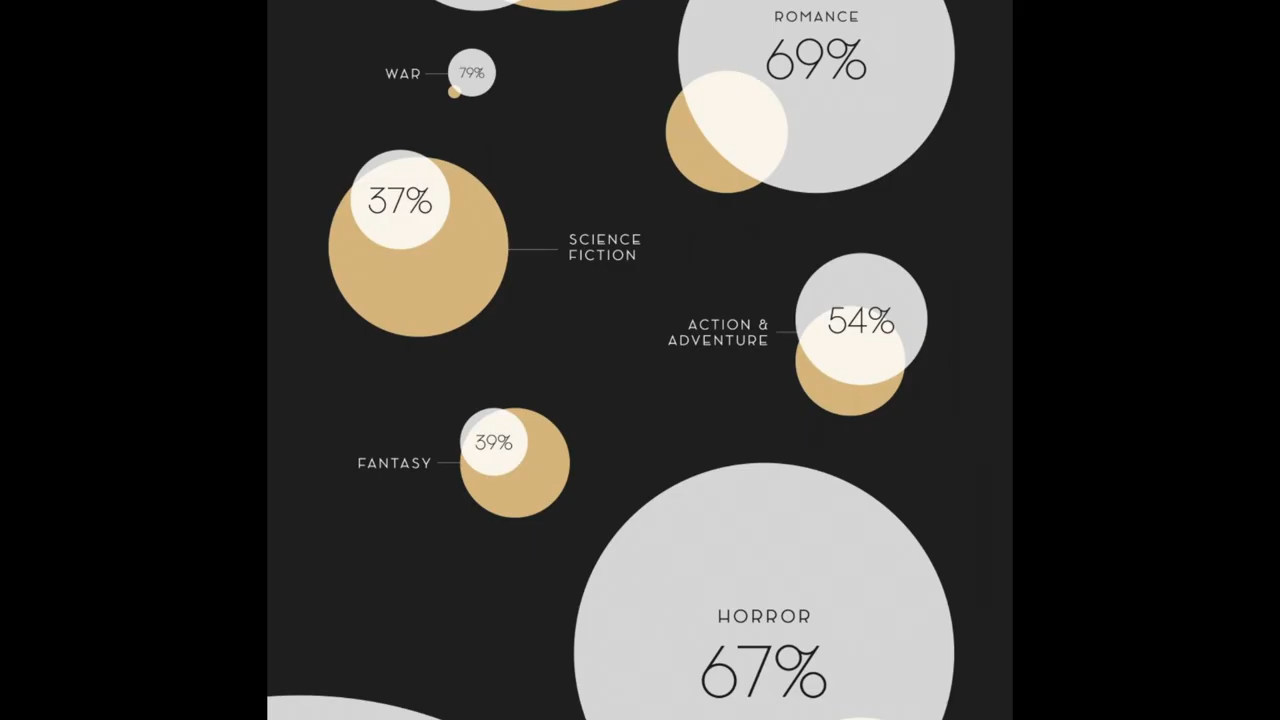 ROMANCE
69%
WAR
79%
37%
SCIENCE
FICTION
54%
ACTION &
ADVENTURE
39%
FANTASY
HORROR
67%